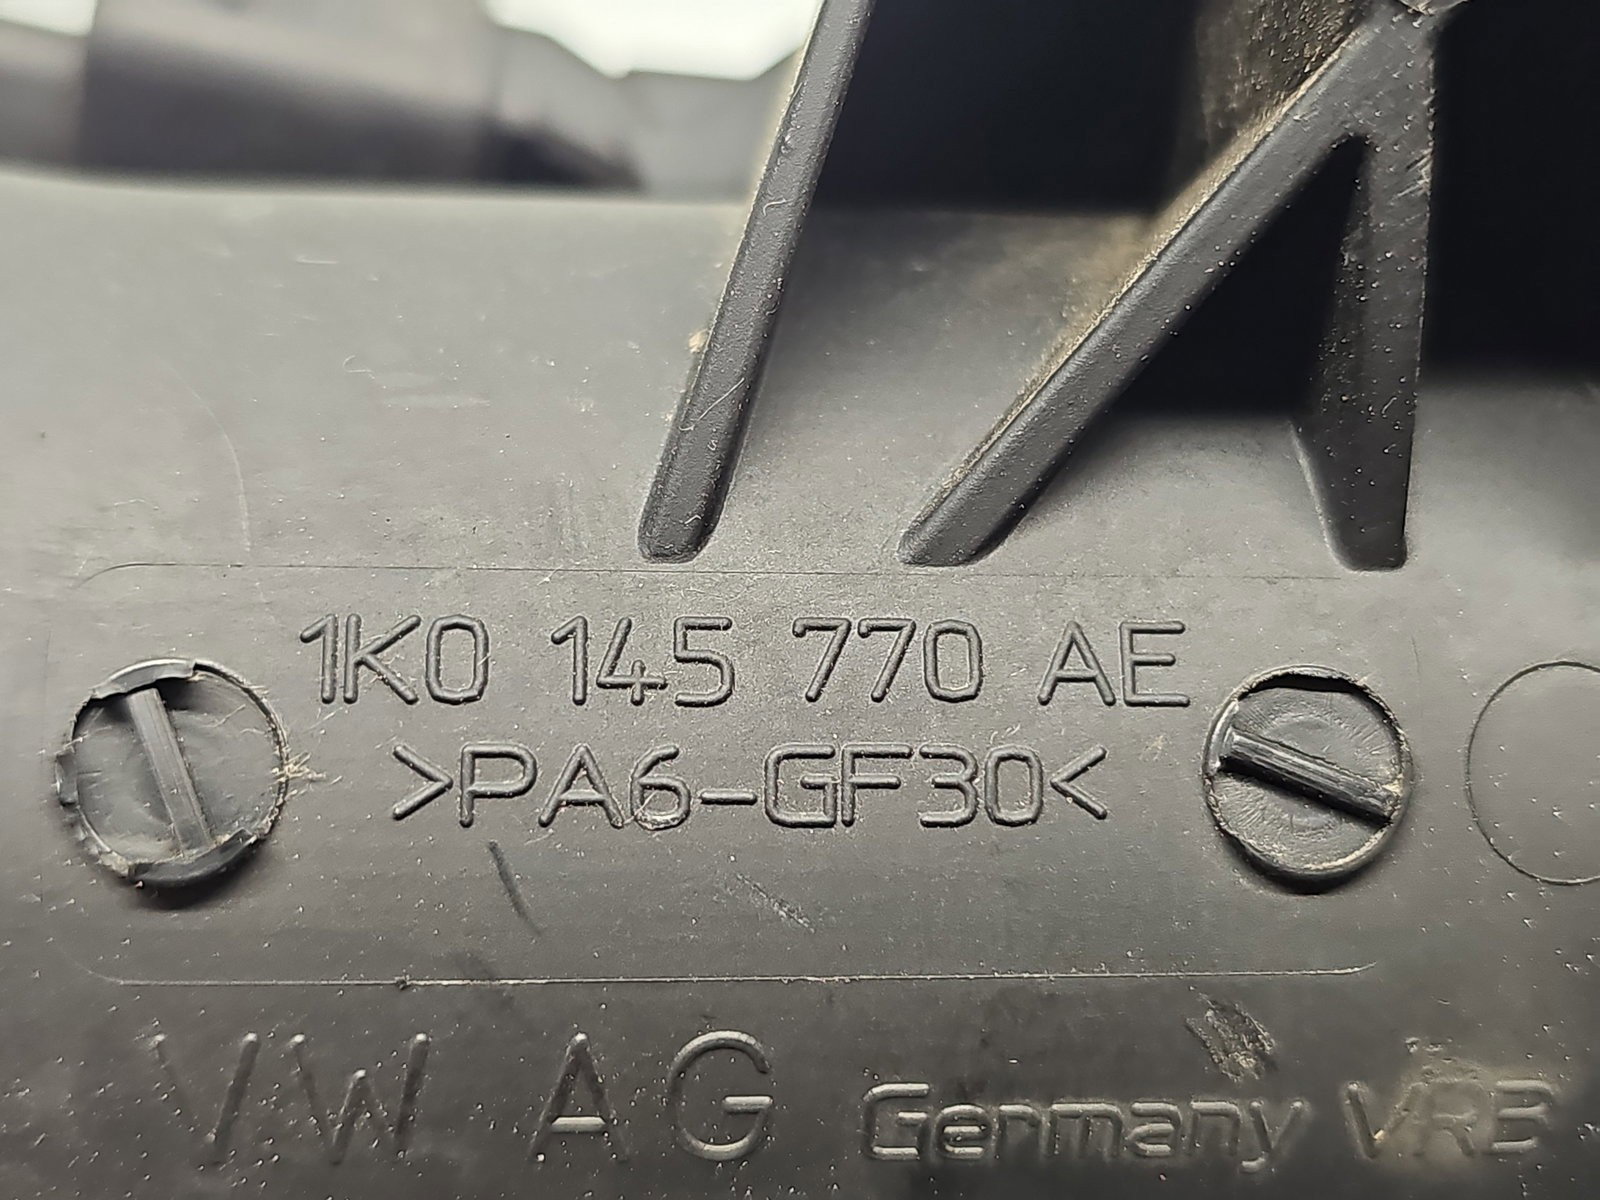 1K0 145 770 AE
>PA6-GF30<
VW AG Germany VRB